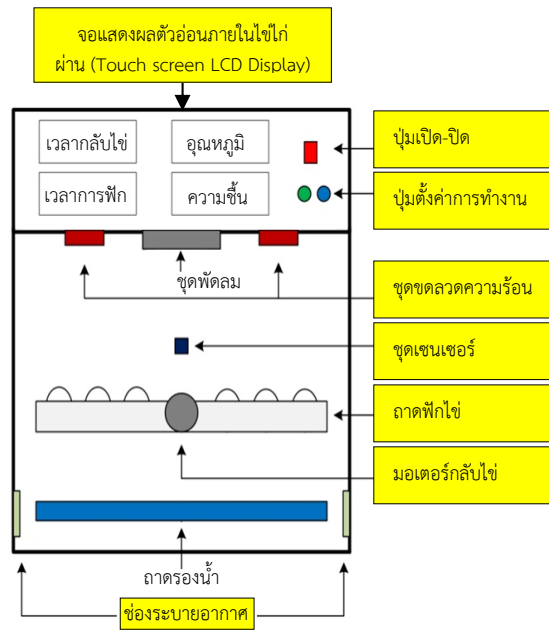 จอแสดงผลตัวอ่อนภายในไข่ไก่
ผ่าน (Touch screen LCD Display)
เวลากลับไข่
อุณหภูมิ
ปุ่มเปิด-ปิด
เวลาการฟัก
ความชื้น
ปุ่มตั้งค่าการทำงาน
ชุดพัดลม
ชุดขดลวดความร้อน
ชุดเซนเซอร์
ถาดฟักไข่
มอเตอร์กลับไข่
ถาดรองน้ำ
ช่องระบายอากาศ